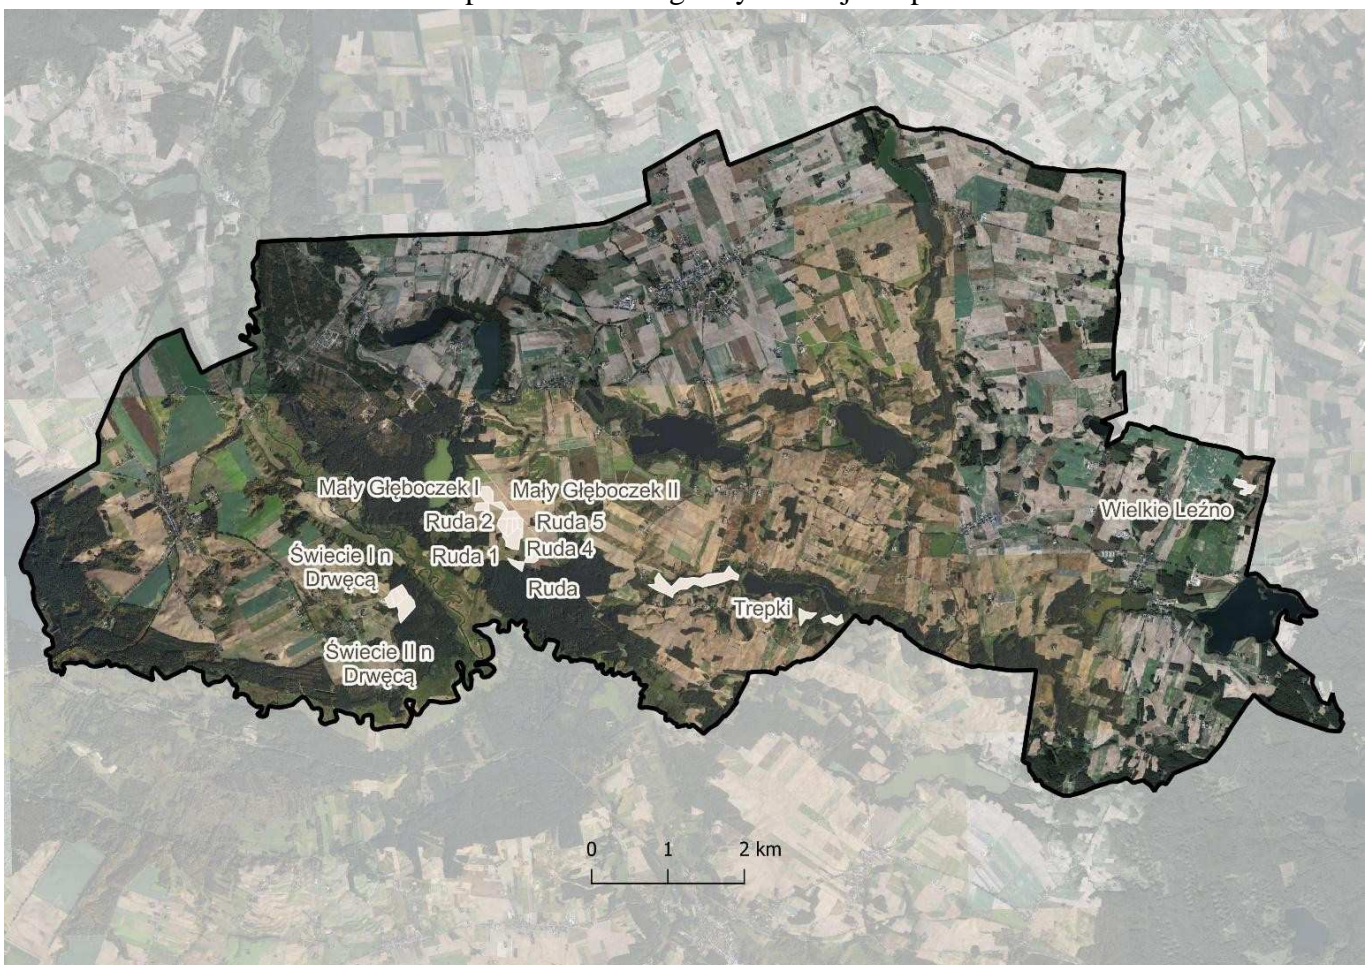 Mały Głęboczek I
Mały Głęboczek II
Ruda 2
Ruda 5
Ruda 1
Ruda 4
Ruda
Świecie I n
Drwęcą
Świecie II n
Drwęcą
Trepki
Wielkie Leźno
0 1 2 km